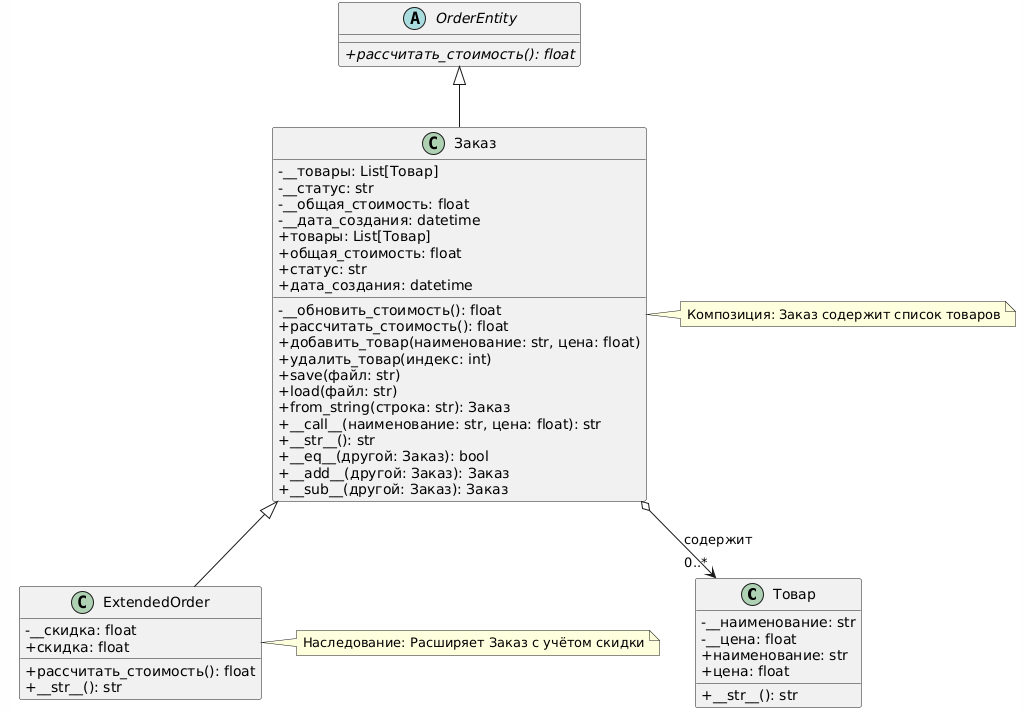 A OrderEntity
+рассчитать_стоимость(): float
C Заказ
-__товары: List[Товар]
-__статус: str
-__общая_стоимость: float
-__дата_создания: datetime
+товары: List[Товар]
+общая_стоимость: float
+статус: str
+дата_создания: datetime
-__обновить_стоимость(): float
+рассчитать_стоимость(): float
+добавить_товар(наименование: str, цена: float)
+удалить_товар(индекс: int)
+save(файл: str)
+load(файл: str)
+from_string(строка: str): Заказ
+__call__(наименование: str, цена: float): str
+__str__(): str
+__eq__(другой: Заказ): bool
+__add__(другой: Заказ): Заказ
+__sub__(другой: Заказ): Заказ
Композиция: Заказ содержит список товаров
содержит
0..*
C ExtendedOrder
-__скидка: float
+скидка: float
+рассчитать_стоимость(): float
+__str__(): str
Наследование: Расширяет Заказ с учётом скидки
C Товар
-__наименование: str
-__цена: float
+наименование: str
+цена: float
+__str__(): str